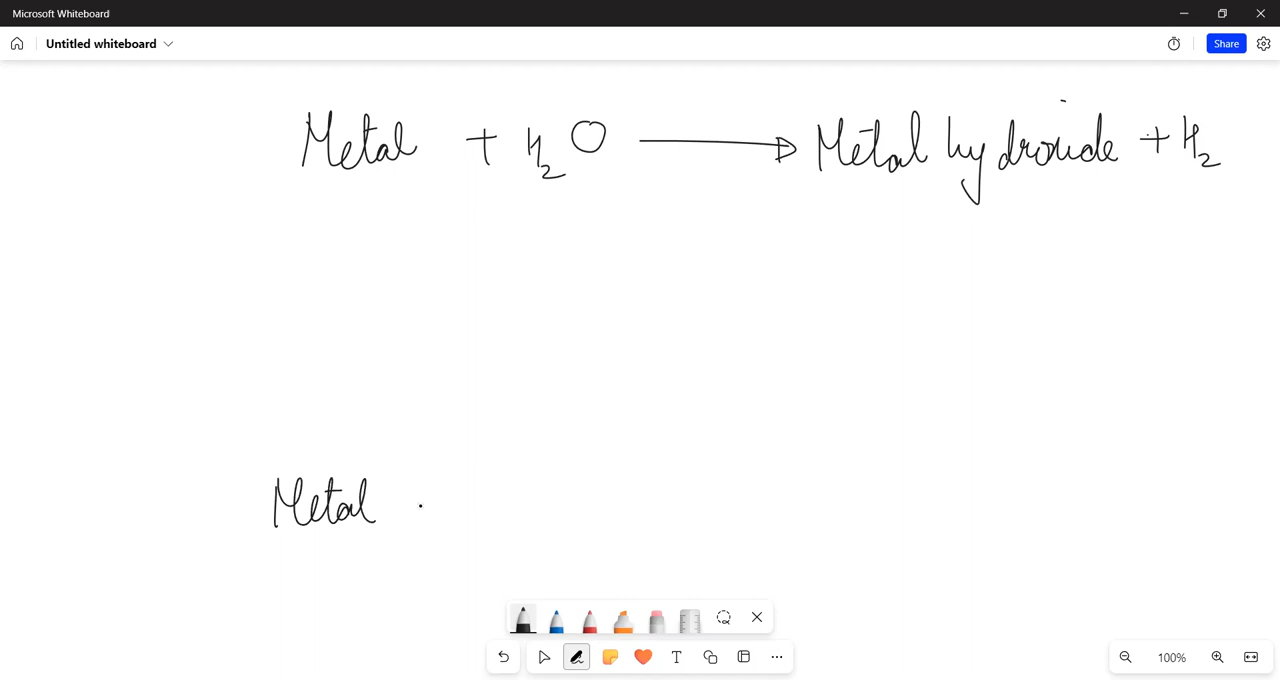 Microsoft Whiteboard
Untitled whiteboard
Share
Metal + H2O → Metal hydroxide + H2
Metal
T
100%